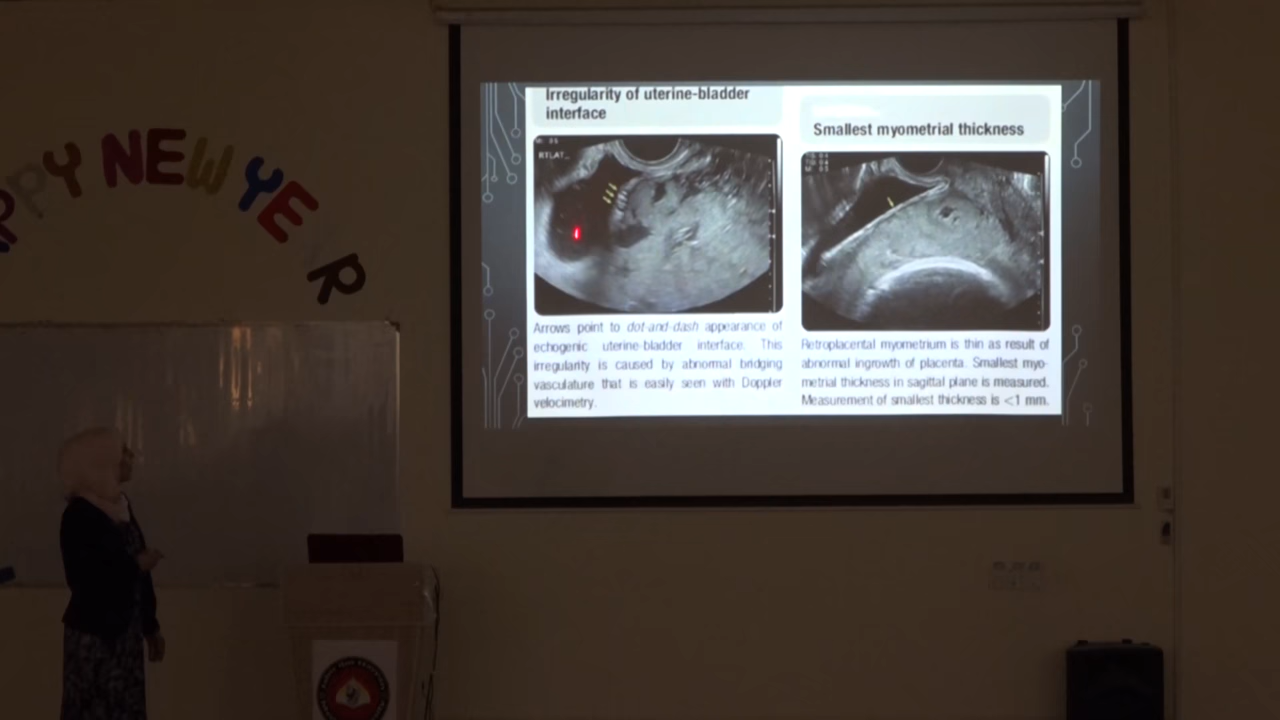 PPY NEW YE R
Irregularity of uterine-bladder
interface
RTLAT
Arrows point to dot-and-dash appearance of
echogenic uterine-bladder interface. This
irregularity is caused by abnormal bridging
vasculature that is easily seen with Doppler
velocimetry.
Smallest myometrial thickness
Retroplacental myometrium is thin as result of
abnormal ingrowth of placenta. Smallest myo-
metrial thickness in sagittal plane is measured.
Measurement of smallest thickness is <1 mm.